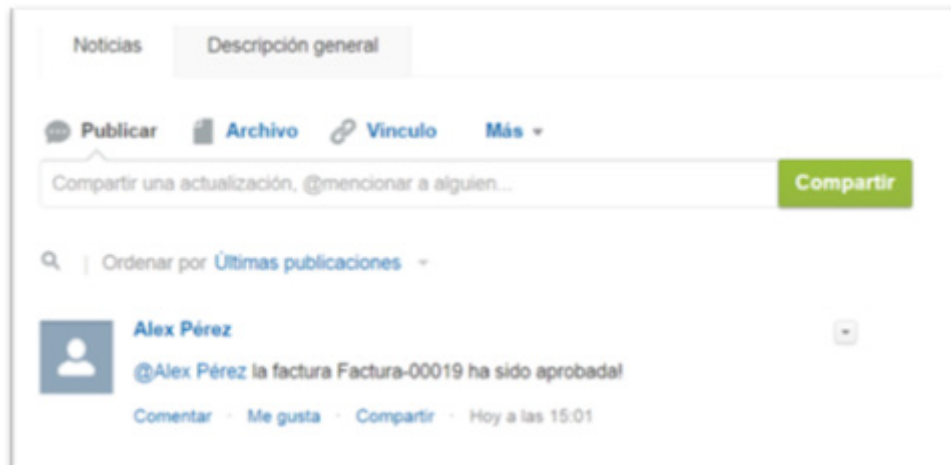 Noticias Descripción general
Publicar Archivo Vinculo Más
Compartir una actualización, @mencionar a alguien... Compartir
Ordenar por Últimas publicaciones
Alex Pérez
@Alex Pérez la factura Factura-00019 ha sido aprobada!
Comentar · Me gusta · Compartir · Hoy a las 15:01